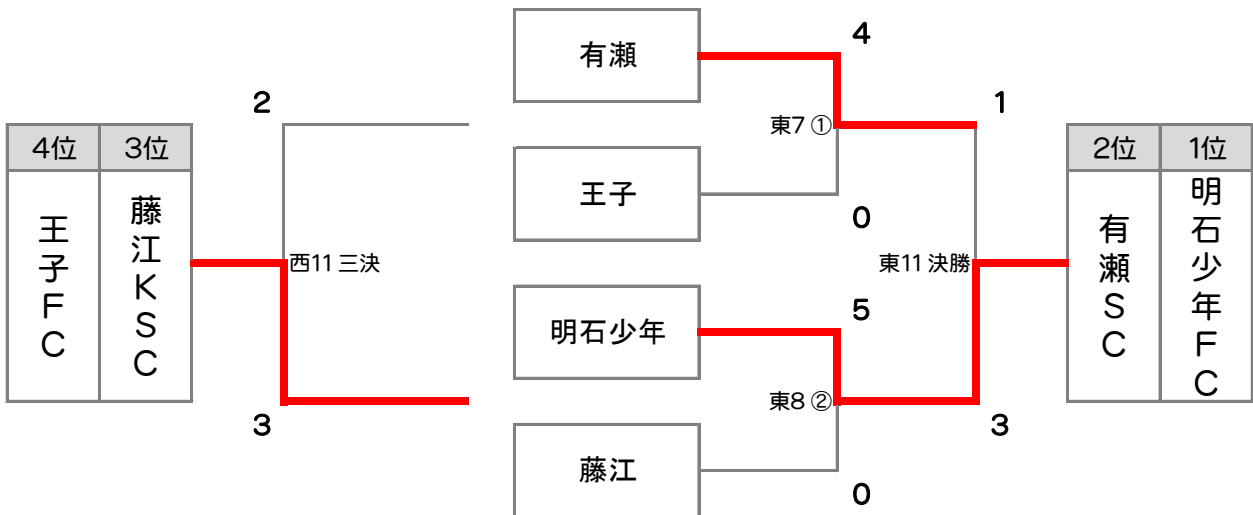 2
4位
3位
王子FC
藤江KSC
西11 三決
3
有瀬
王子
明石少年
藤江
4
東7 ①
0
5
東8 ②
0
1
東11 決勝
3
2位
1位
有瀬SC
明石少年FC